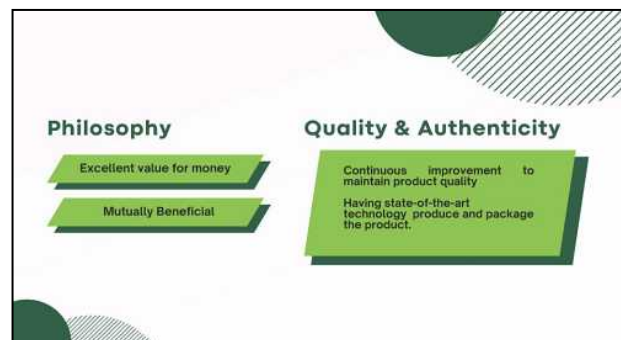 Philosophy
Excellent value for money
Mutually Beneficial
Quality & Authenticity
Continuous improvement to
maintain product quality
Having state-of-the-art
technology produce and package
the product.